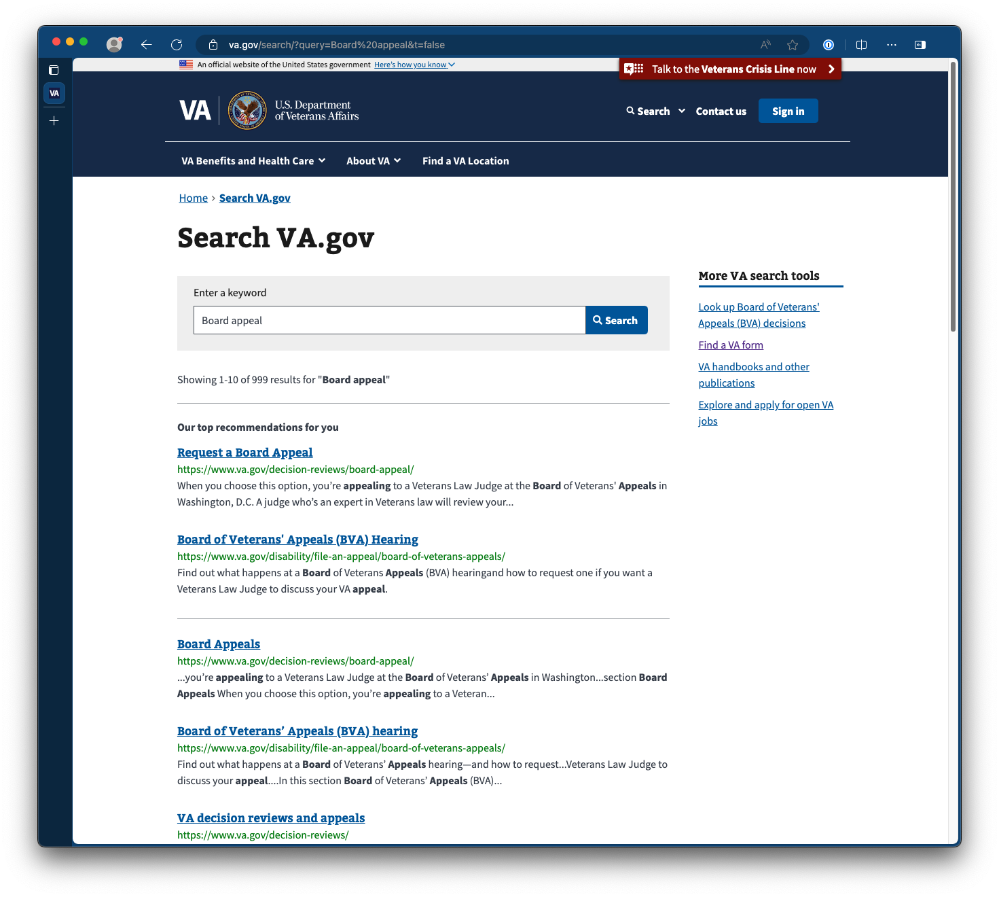 va.gov/search/?query=Board%20appeal&t=false
VA
An official website of the United States government Here's how you know
Talk to the Veterans Crisis Line now
VA
U.S. Department
of Veterans Affairs
Search
Contact us
Sign in
VA Benefits and Health Care
About VA
Find a VA Location
Home › Search VA.gov
Search VA.gov
Enter a keyword
Board appeal
Search
Showing 1-10 of 999 results for "Board appeal"
Our top recommendations for you
Request a Board Appeal
https://www.va.gov/decision-reviews/board-appeal/
When you choose this option, you’re appealing to a Veterans Law Judge at the Board of Veterans' Appeals in
Washington, D.C. A judge who’s an expert in Veterans law will review your...
Board of Veterans' Appeals (BVA) Hearing
https://www.va.gov/disability/file-an-appeal/board-of-veterans-appeals/
Find out what happens at a Board of Veterans Appeals (BVA) hearingand how to request one if you want a
Veterans Law Judge to discuss your VA appeal.
Board Appeals
https://www.va.gov/decision-reviews/board-appeal/
...you’re appealing to a Veterans Law Judge at the Board of Veterans’ Appeals in Washington...section Board
Appeals When you choose this option, you’re appealing to a Veteran...
Board of Veterans’ Appeals (BVA) hearing
https://www.va.gov/disability/file-an-appeal/board-of-veterans-appeals/
Find out what happens at a Board of Veterans’ Appeals hearing—and how to request...Veterans Law Judge to
discuss your appeal....In this section Board of Veterans’ Appeals (BVA)...
VA decision reviews and appeals
https://www.va.gov/decision-reviews/
More VA search tools
Look up Board of Veterans'
Appeals (BVA) decisions
Find a VA form
VA handbooks and other
publications
Explore and apply for open VA
jobs